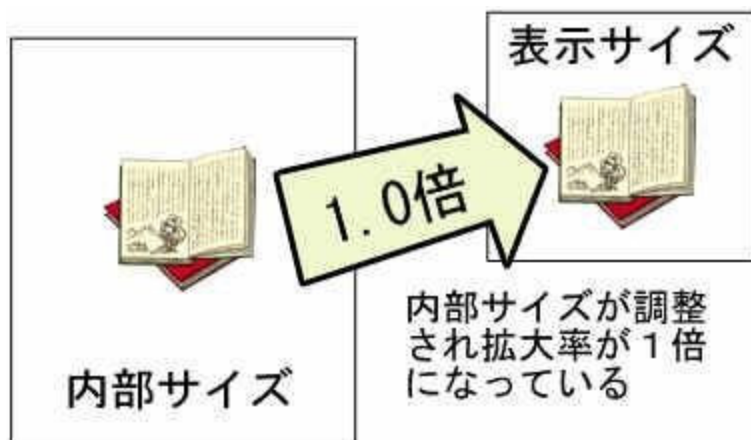 表示サイズ
1.0倍
内部サイズが調整
され拡大率が１倍
になっている
内部サイズ